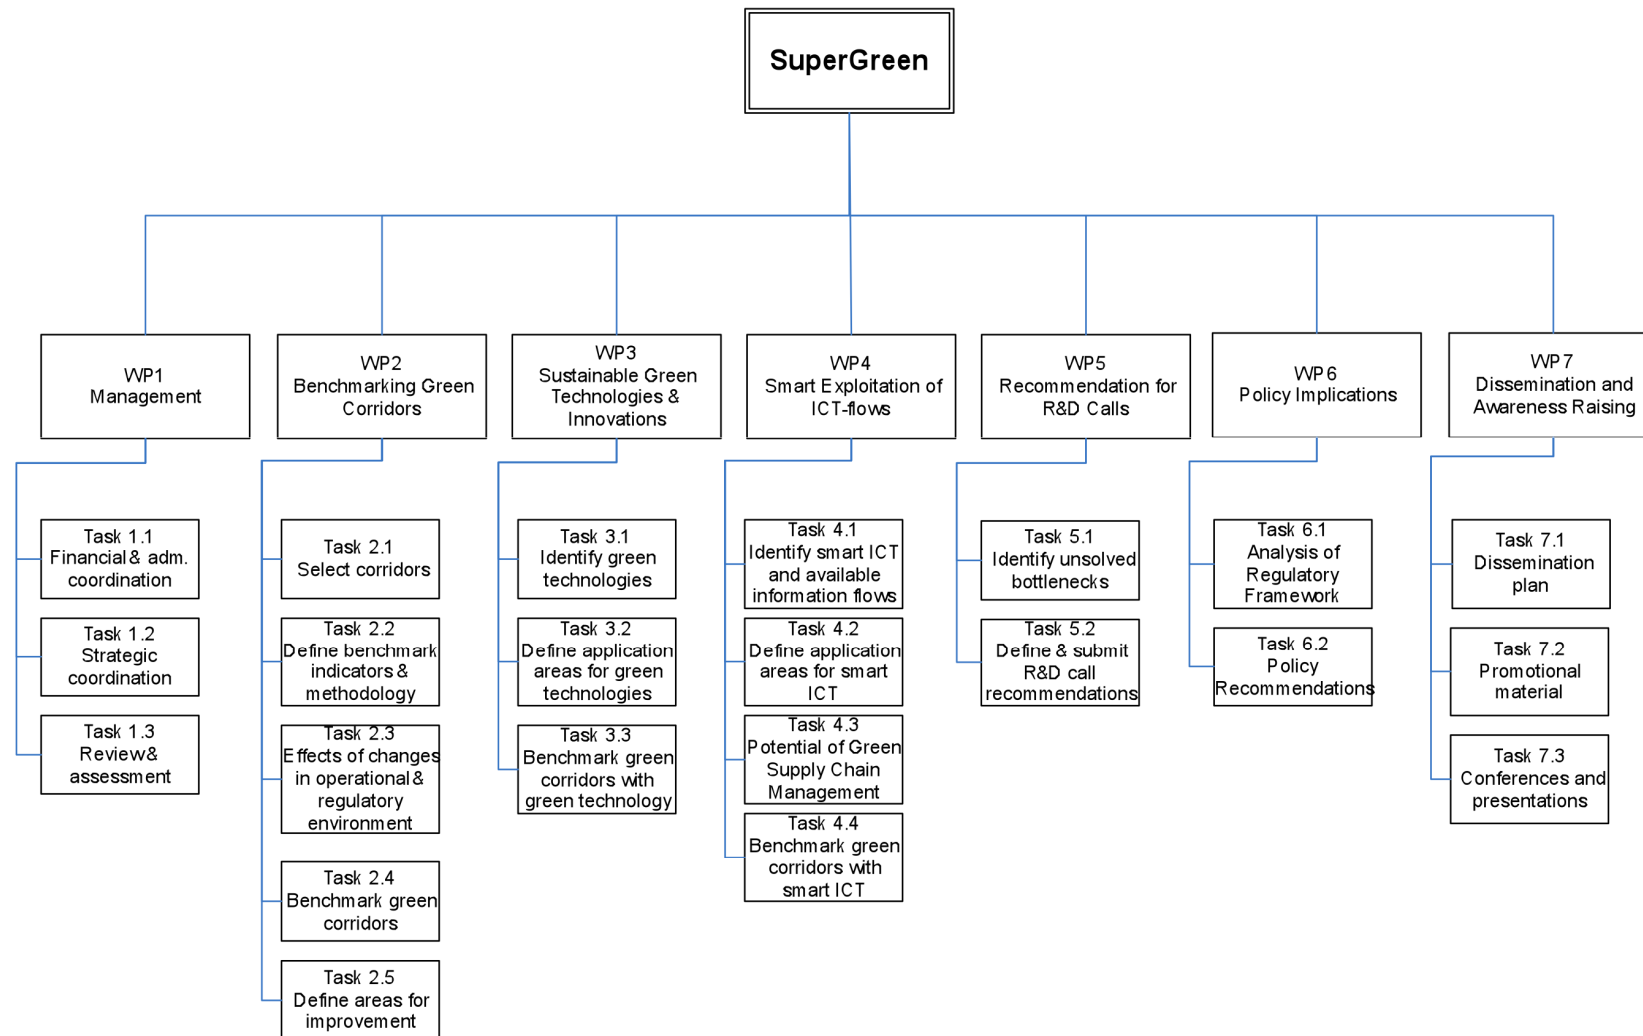 SuperGreen
WP1
Management
WP2
Benchmarking Green
Corridors
WP3
Sustainable Green
Technologies &
Innovations
WP4
Smart Exploitation of
ICT-flows
WP5
Recommendation for
R&D Calls
WP6
Policy Implications
WP7
Dissemination and
Awareness Raising
Task 1.1
Financial & adm.
coordination
Task 1.2
Strategic
coordination
Task 1.3
Review &
assessment
Task 2.1
Select corridors
Task 2.2
Define benchmark
indicators &
methodology
Task 2.3
Effects of changes
in operational &
regulatory
environment
Task 2.4
Benchmark green
corridors
Task 2.5
Define areas for
improvement
Task 3.1
Identify green
technologies
Task 3.2
Define application
areas for green
technologies
Task 3.3
Benchmark green
corridors with
green technology
Task 4.1
Identify smart ICT
and available
information flows
Task 4.2
Define application
areas for smart
ICT
Task 4.3
Potential of Green
Supply Chain
Management
Task 4.4
Benchmark green
corridors with
smart ICT
Task 5.1
Identify unsolved
bottlenecks
Task 5.2
Define & submit
R&D call
recommendations
Task 6.1
Analysis of
Regulatory
Framework
Task 6.2
Policy
Recommendations
Task 7.1
Dissemination
plan
Task 7.2
Promotional
material
Task 7.3
Conferences and
presentations